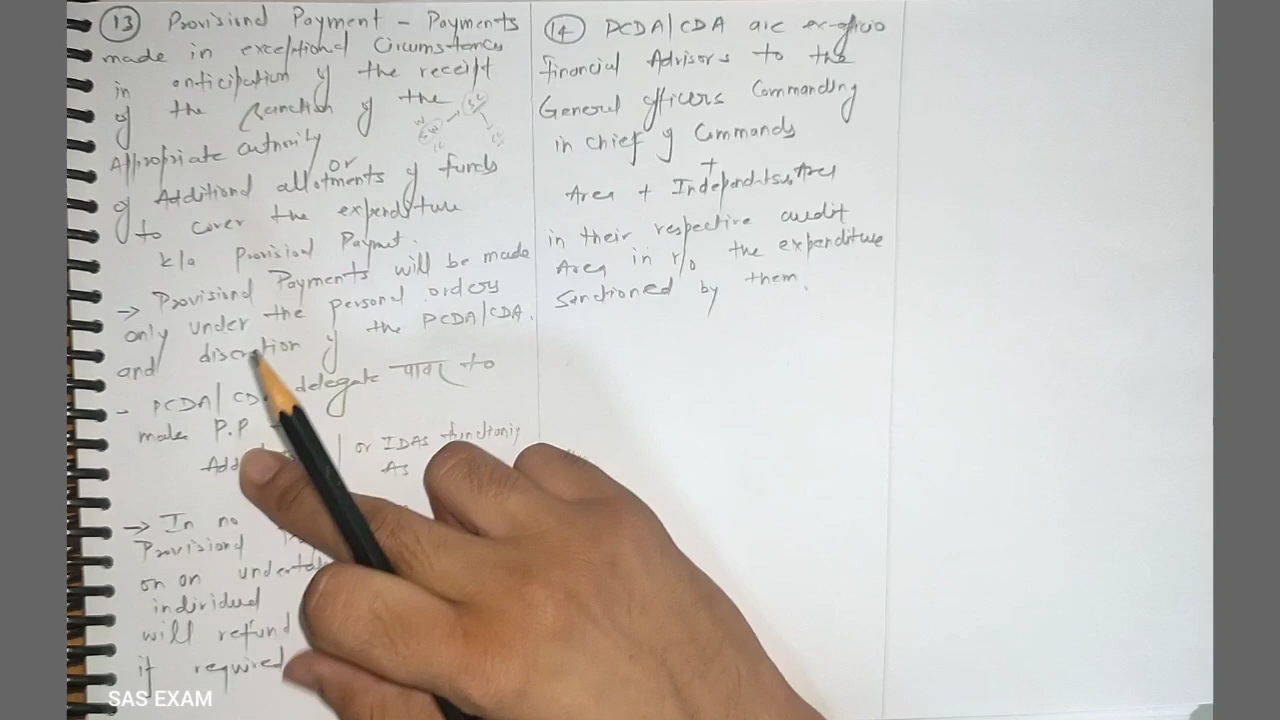 13 Provisional Payment - Payments
made in exceptional Circumstances
in anticipation of the receipt
of the sanction of the
Appropriate authority
or
of Additional allotments of funds
to cover the expenditure
k/a Provisional Payment.
→ Provisional Payments will be made
only under the personal orders
and discretion of the PCDA/CDA.
- PCDA/CDA delegate पावर to
make P.P
or IDAS functioning
As
→ In no
Provisional
on an
individual
will refund
if required
14 PCDA/CDA are ex-officio
financial Advisors to the
General officers Commanding
in chief of Commands
+
Area + Independent Area
in their respective audit
Area in r/o the expenditure
Sanctioned by them.
SAS EXAM